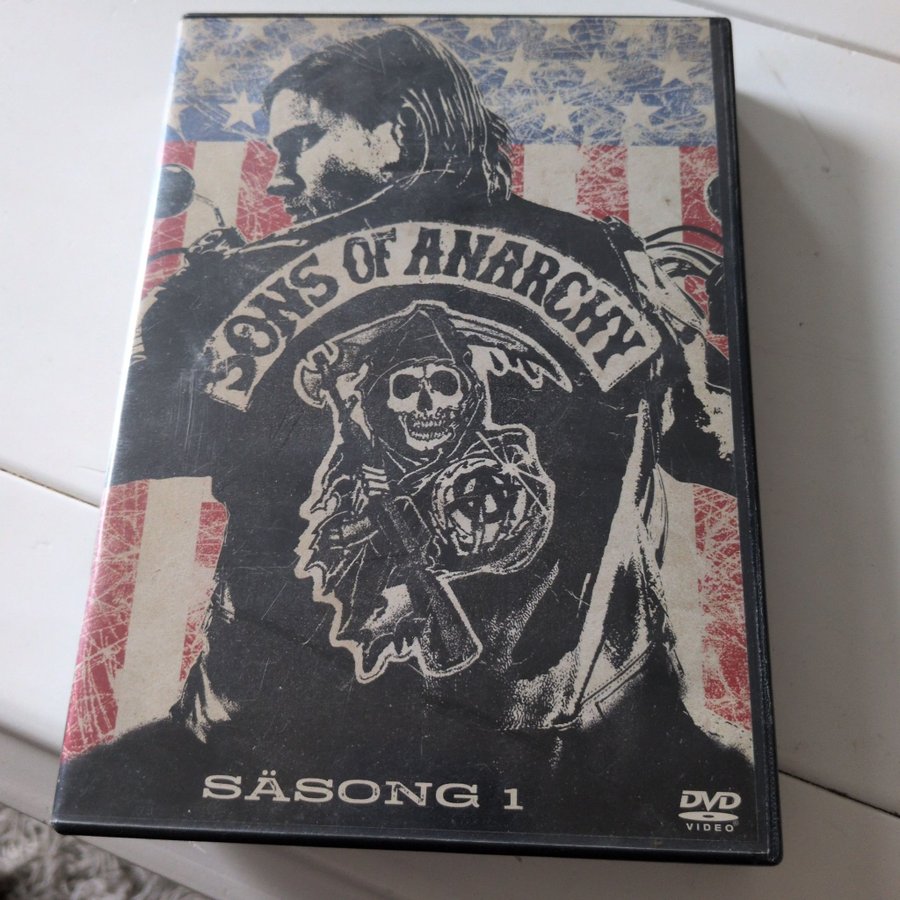 SONS OF ANARCHY
SÄSONG 1
DVD
VIDEO